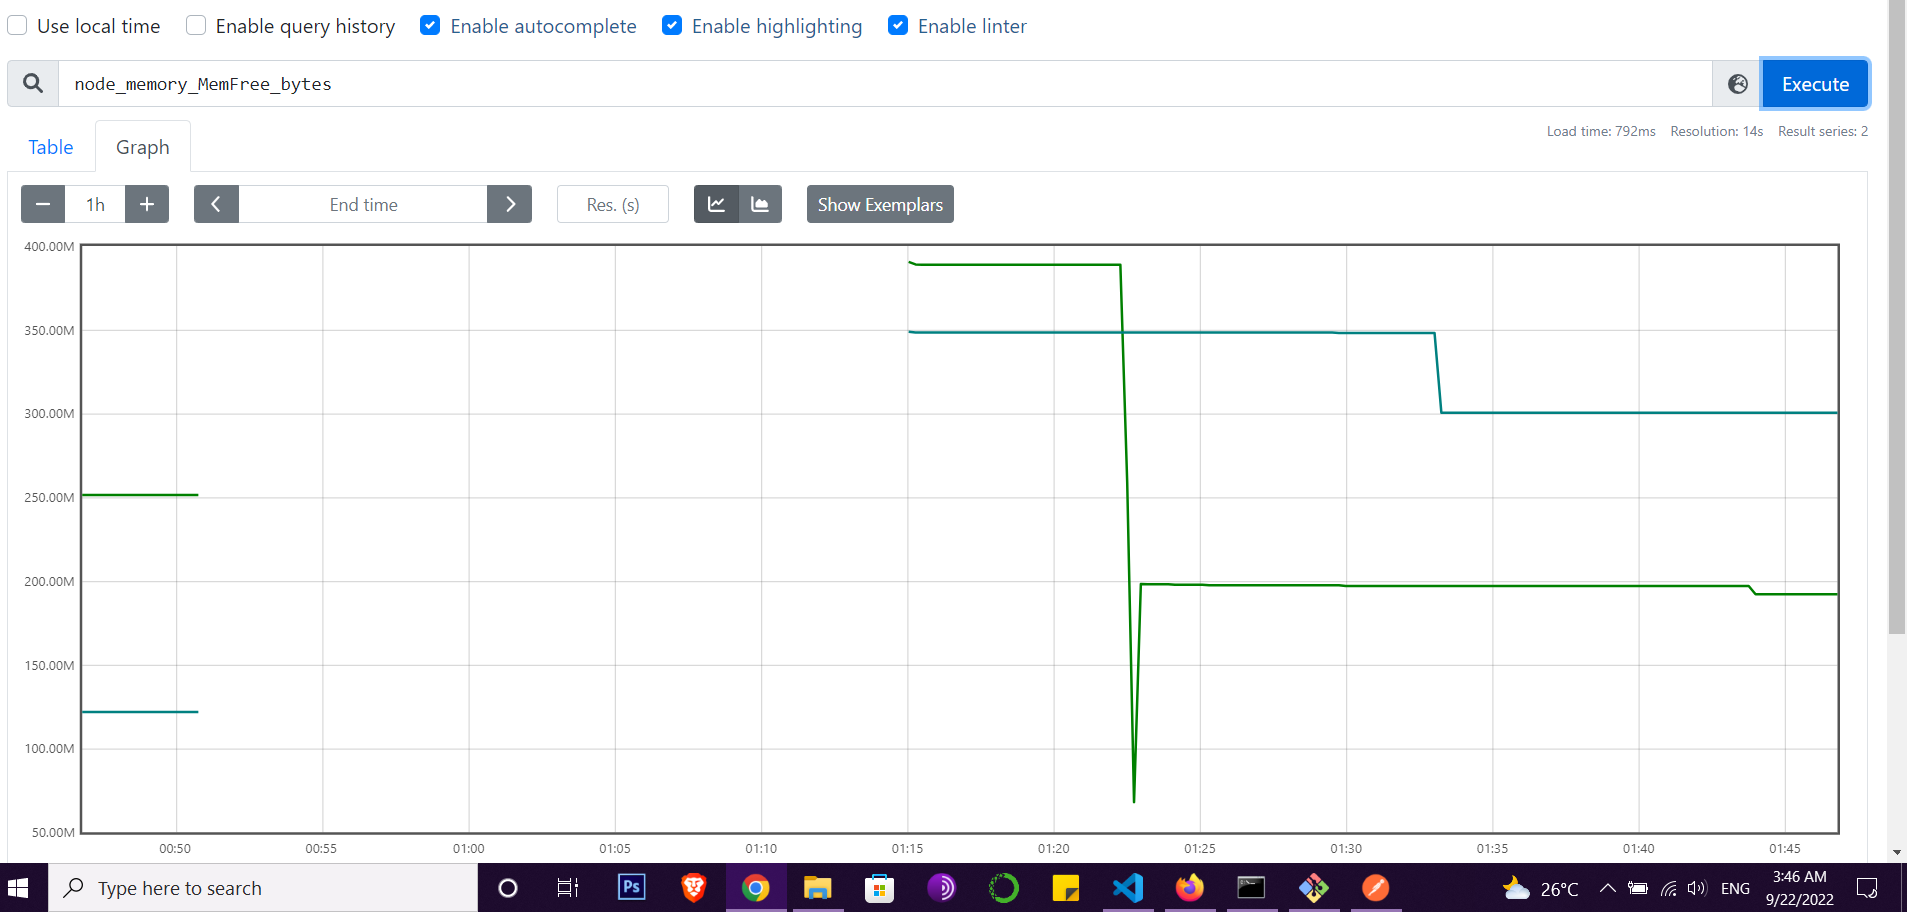 Use local time Enable query history Enable autocomplete Enable highlighting Enable linter
node_memory_MemFree_bytes Execute
Load time: 792ms Resolution: 14s Result series: 2
Table Graph
1h End time Res. (s) Show Exemplars
400.00M
350.00M
300.00M
250.00M
200.00M
150.00M
100.00M
50.00M
00:50 00:55 01:00 01:05 01:10 01:15 01:20 01:25 01:30 01:35 01:40 01:45
Type here to search Ps 26°C ENG 3:46 AM
9/22/2022